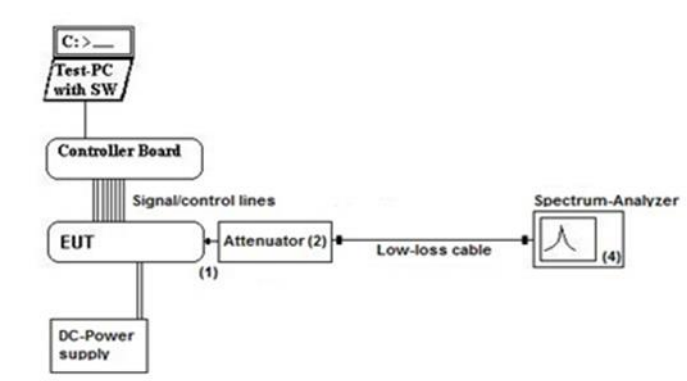 C:>__
Test-PC
with SW
Controller Board
Signal/control lines
Spectrum-Analyzer
EUT
Attenuator (2)
Low-loss cable
(4)
(1)
DC-Power
supply